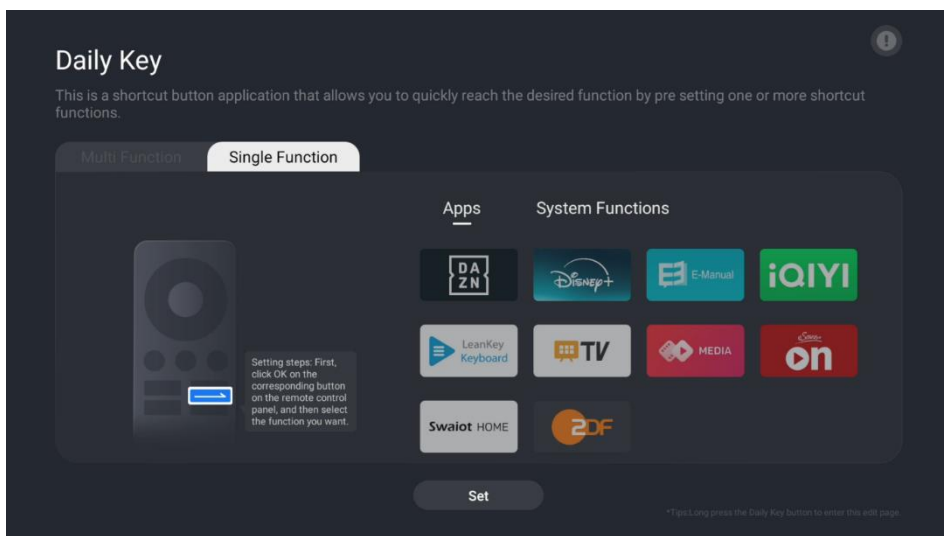 Daily Key
This is a shortcut button application that allows you to quickly reach the desired function by pre setting one or more shortcut
functions.
Multi Function
Single Function
Apps
System Functions
DA
ZN
Disney+
E-Manual
iQIYI
LeanKey
Keyboard
TV
MEDIA
on
Swaiot HOME
2DF
Setting steps: First,
click OK on the
corresponding button
on the remote control
panel, and then select
the function you want.
Set
*Tips:Long press the Daily Key button to enter this edit page.